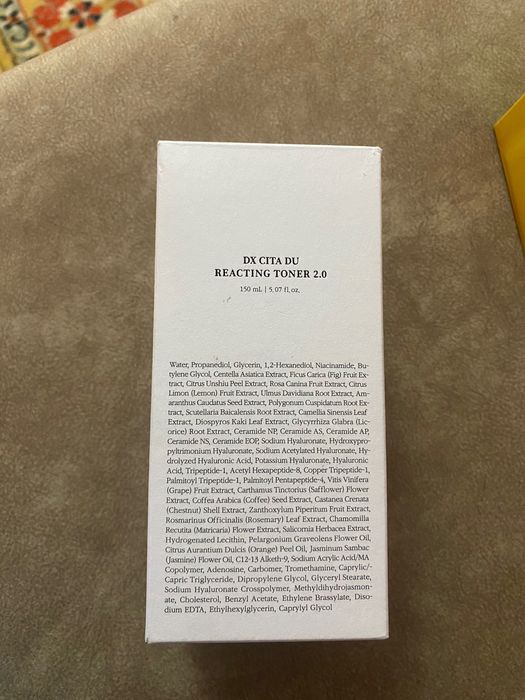 DX CITA DU
REACTING TONER 2.0
150 mL | 5.07 fl.oz.
Water, Propanediol, Glycerin, 1,2-Hexanediol, Niacinamide, Bu-
tylene Glycol, Centella Asiatica Extract, Ficus Carica (Fig) Fruit Ex-
tract, Citrus Unshiu Peel Extract, Rosa Canina Fruit Extract, Citrus
Limon (Lemon) Fruit Extract, Ulmus Davidiana Root Extract, Am-
aranthus Caudatus Seed Extract, Polygonum Cuspidatum Root Ex-
tract, Scutellaria Baicalensis Root Extract, Camellia Sinensis Leaf
Extract, Diospyros Kaki Leaf Extract, Glycyrrhiza Glabra (Lic-
orice) Root Extract, Ceramide NP, Ceramide AS, Ceramide AP,
Ceramide NS, Ceramide EOP, Sodium Hyaluronate, Hydroxypro-
pyltrimonium Hyaluronate, Sodium Acetylated Hyaluronate, Hy-
drolyzed Hyaluronic Acid, Potassium Hyaluronate, Hyaluronic
Acid, Tripeptide-1, Acetyl Hexapeptide-8, Copper Tripeptide-1,
Palmitoyl Tripeptide-1, Palmitoyl Pentapeptide-4, Vitis Vinifera
(Grape) Fruit Extract, Carthamus Tinctorius (Safflower) Flower
Extract, Coffea Arabica (Coffee) Seed Extract, Castanea Crenata
(Chestnut) Shell Extract, Zanthoxylum Piperitum Fruit Extract,
Rosmarinus Officinalis (Rosemary) Leaf Extract, Chamomilla
Recutita (Matricaria) Flower Extract, Salicornia Herbacea Extract,
Hydrogenated Lecithin, Pelargonium Graveolens Flower Oil,
Citrus Aurantium Dulcis (Orange) Peel Oil, Jasminum Sambac
(Jasmine) Flower Oil, C12-13 Alketh-9, Sodium Acrylic Acid/MA
Copolymer, Adenosine, Carbomer, Tromethamine, Caprylic/-
Capric Triglyceride, Dipropylene Glycol, Glyceryl Stearate,
Sodium Hyaluronate Crosspolymer, Methyldihydrojasmon-
ate, Cholesterol, Benzyl Acetate, Ethylene Brassylate, Diso-
dium EDTA, Ethylhexylglycerin, Caprylyl Glycol